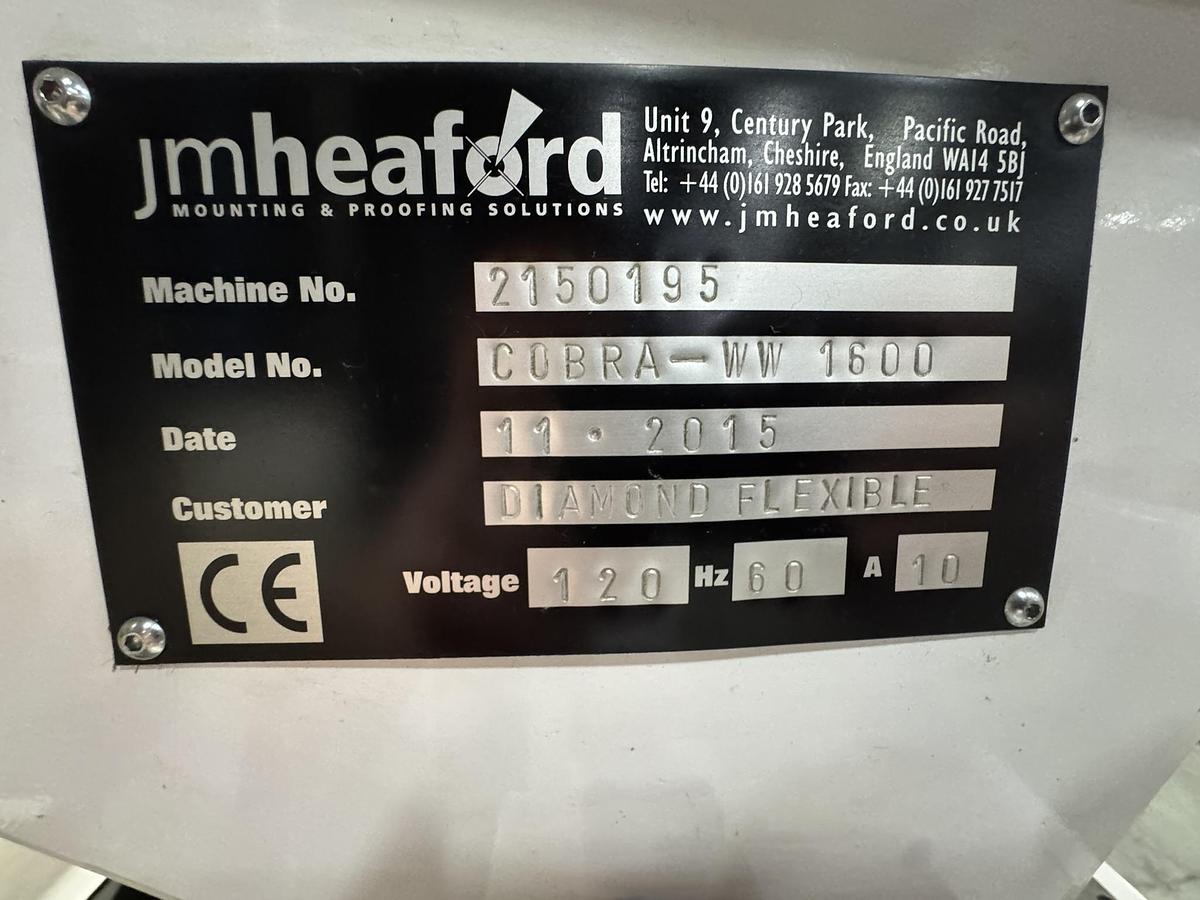 jmheaford
MOUNTING & PROOFING SOLUTIONS
Unit 9, Century Park, Pacific Road,
Altrincham, Cheshire, England WA14 5BJ
Tel: +44 (0)161 928 5679 Fax: +44 (0)161 927 7517
www.jmheaford.co.uk
Machine No. 2150195
Model No. COBRA-WW 1600
Date 11 • 2015
Customer DIAMOND FLEXIBLE
CE Voltage 120 Hz 60 A 10